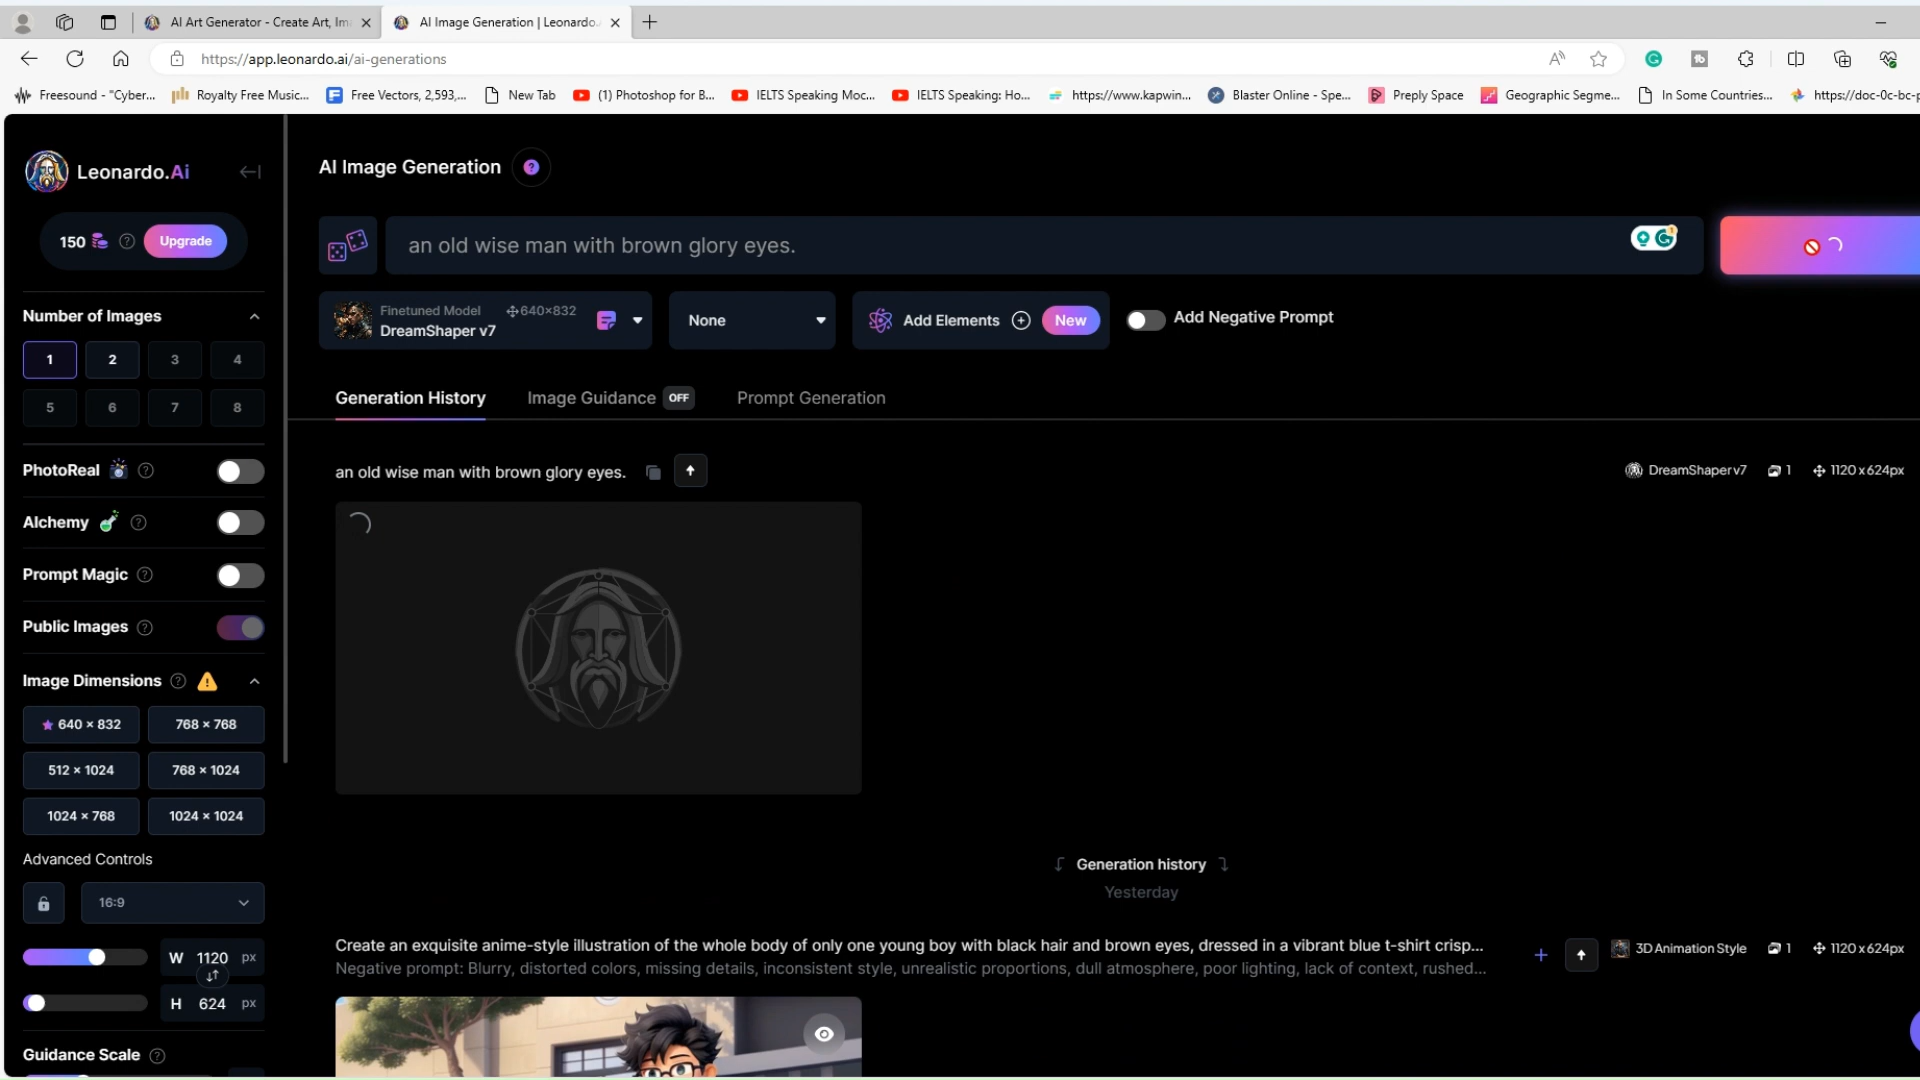 AI Art Generator - Create Art, Im
AI Image Generation | Leonardo.
https://app.leonardo.ai/ai-generations
Freesound - "Cyber...
Royalty Free Music...
Free Vectors, 2,593,...
New Tab
(1) Photoshop for B...
IELTS Speaking Moc...
IELTS Speaking: Ho...
https://www.kapwin...
Blaster Online - Spe...
Preply Space
Geographic Segme...
In Some Countries...
https://doc-0c-bc-p
Leonardo.Ai
AI Image Generation
150
Upgrade
an old wise man with brown glory eyes.
Finetuned Model
640×832
DreamShaper v7
None
Add Elements
New
Add Negative Prompt
Number of Images
1
2
3
4
5
6
7
8
Generation History
Image Guidance OFF
Prompt Generation
PhotoReal
Alchemy
Prompt Magic
Public Images
Image Dimensions
640 × 832
768 × 768
512 × 1024
768 × 1024
1024 × 768
1024 × 1024
Advanced Controls
16:9
W 1120 px
H 624 px
Guidance Scale
an old wise man with brown glory eyes.
DreamShaper v7
1
1120 x 624px
Generation history
Yesterday
Create an exquisite anime-style illustration of the whole body of only one young boy with black hair and brown eyes, dressed in a vibrant blue t-shirt crisp...
Negative prompt: Blurry, distorted colors, missing details, inconsistent style, unrealistic proportions, dull atmosphere, poor lighting, lack of context, rushed...
3D Animation Style
1
1120 x 624px